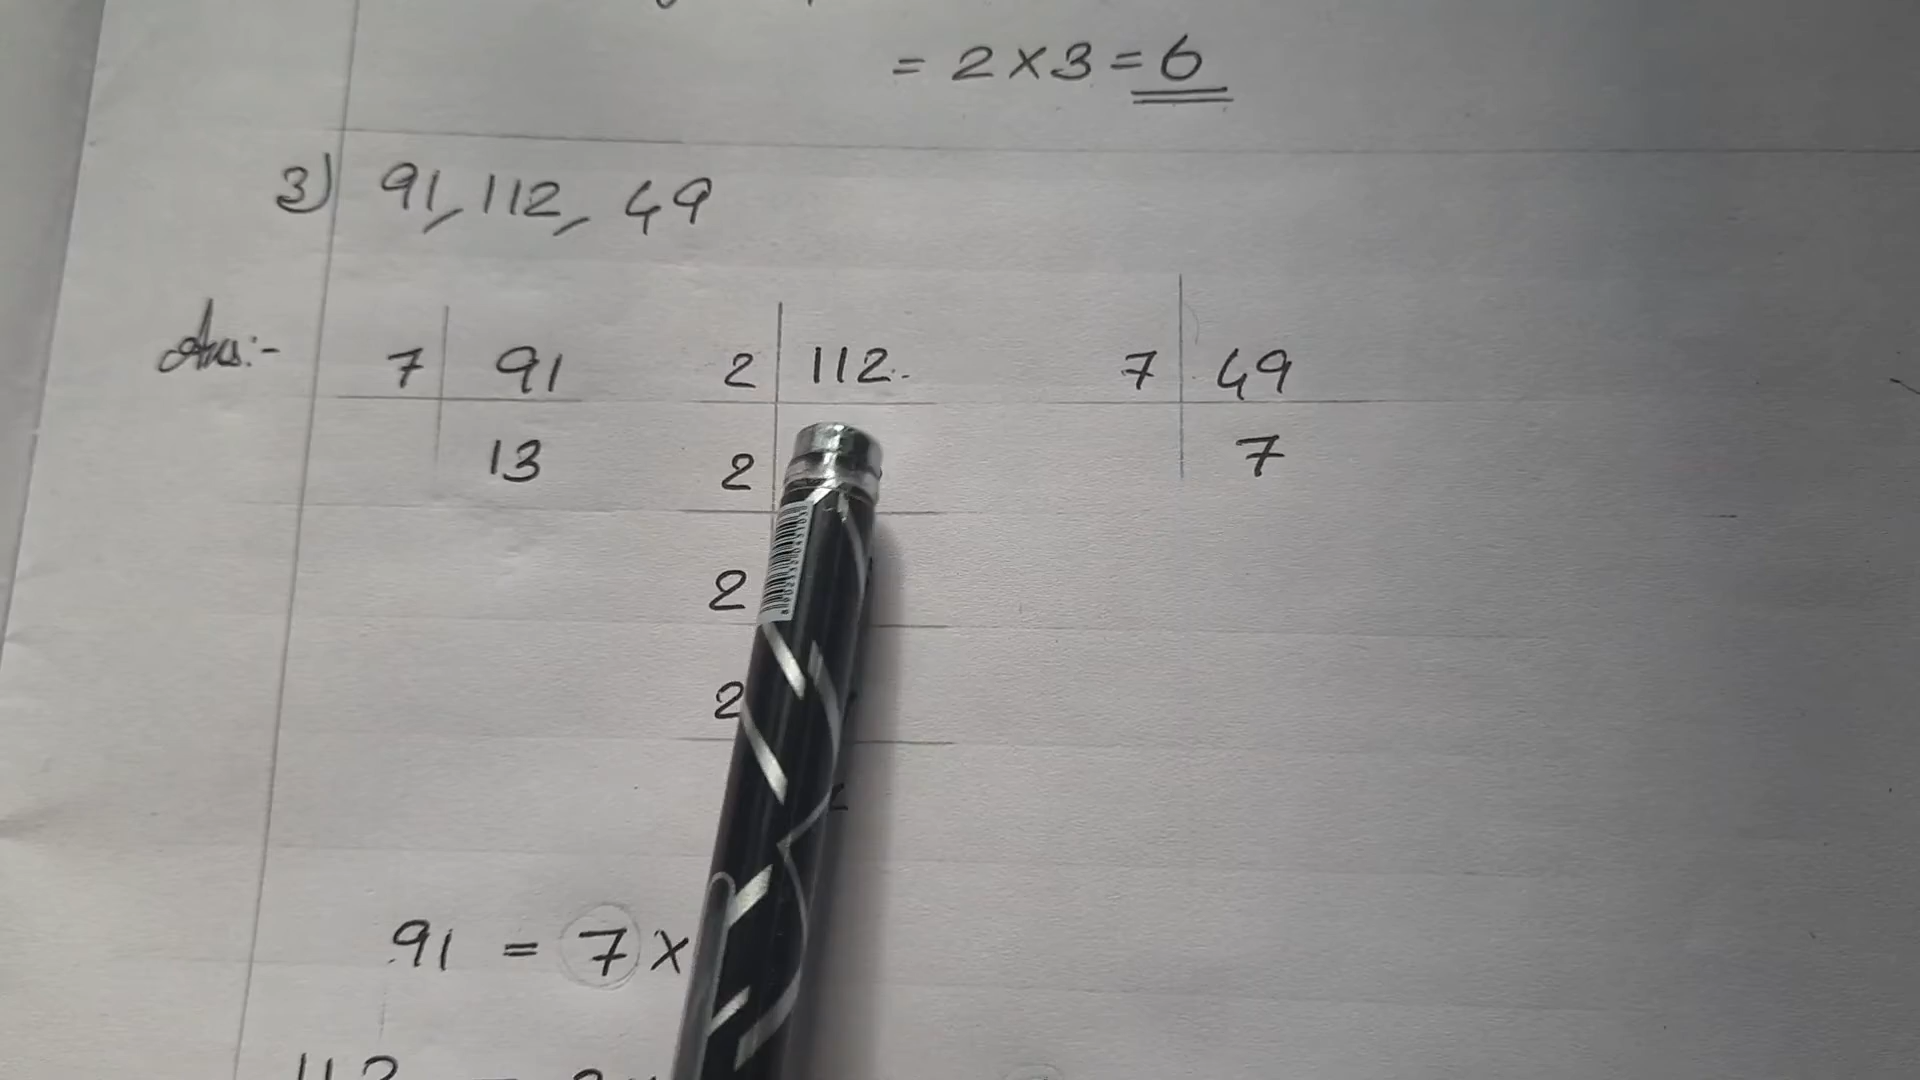 = 2 × 3 = 6
3) 91, 112, 49
Ans:- 7 91 2 112 7 49
13 2 7
2
2
91 = 7 ×